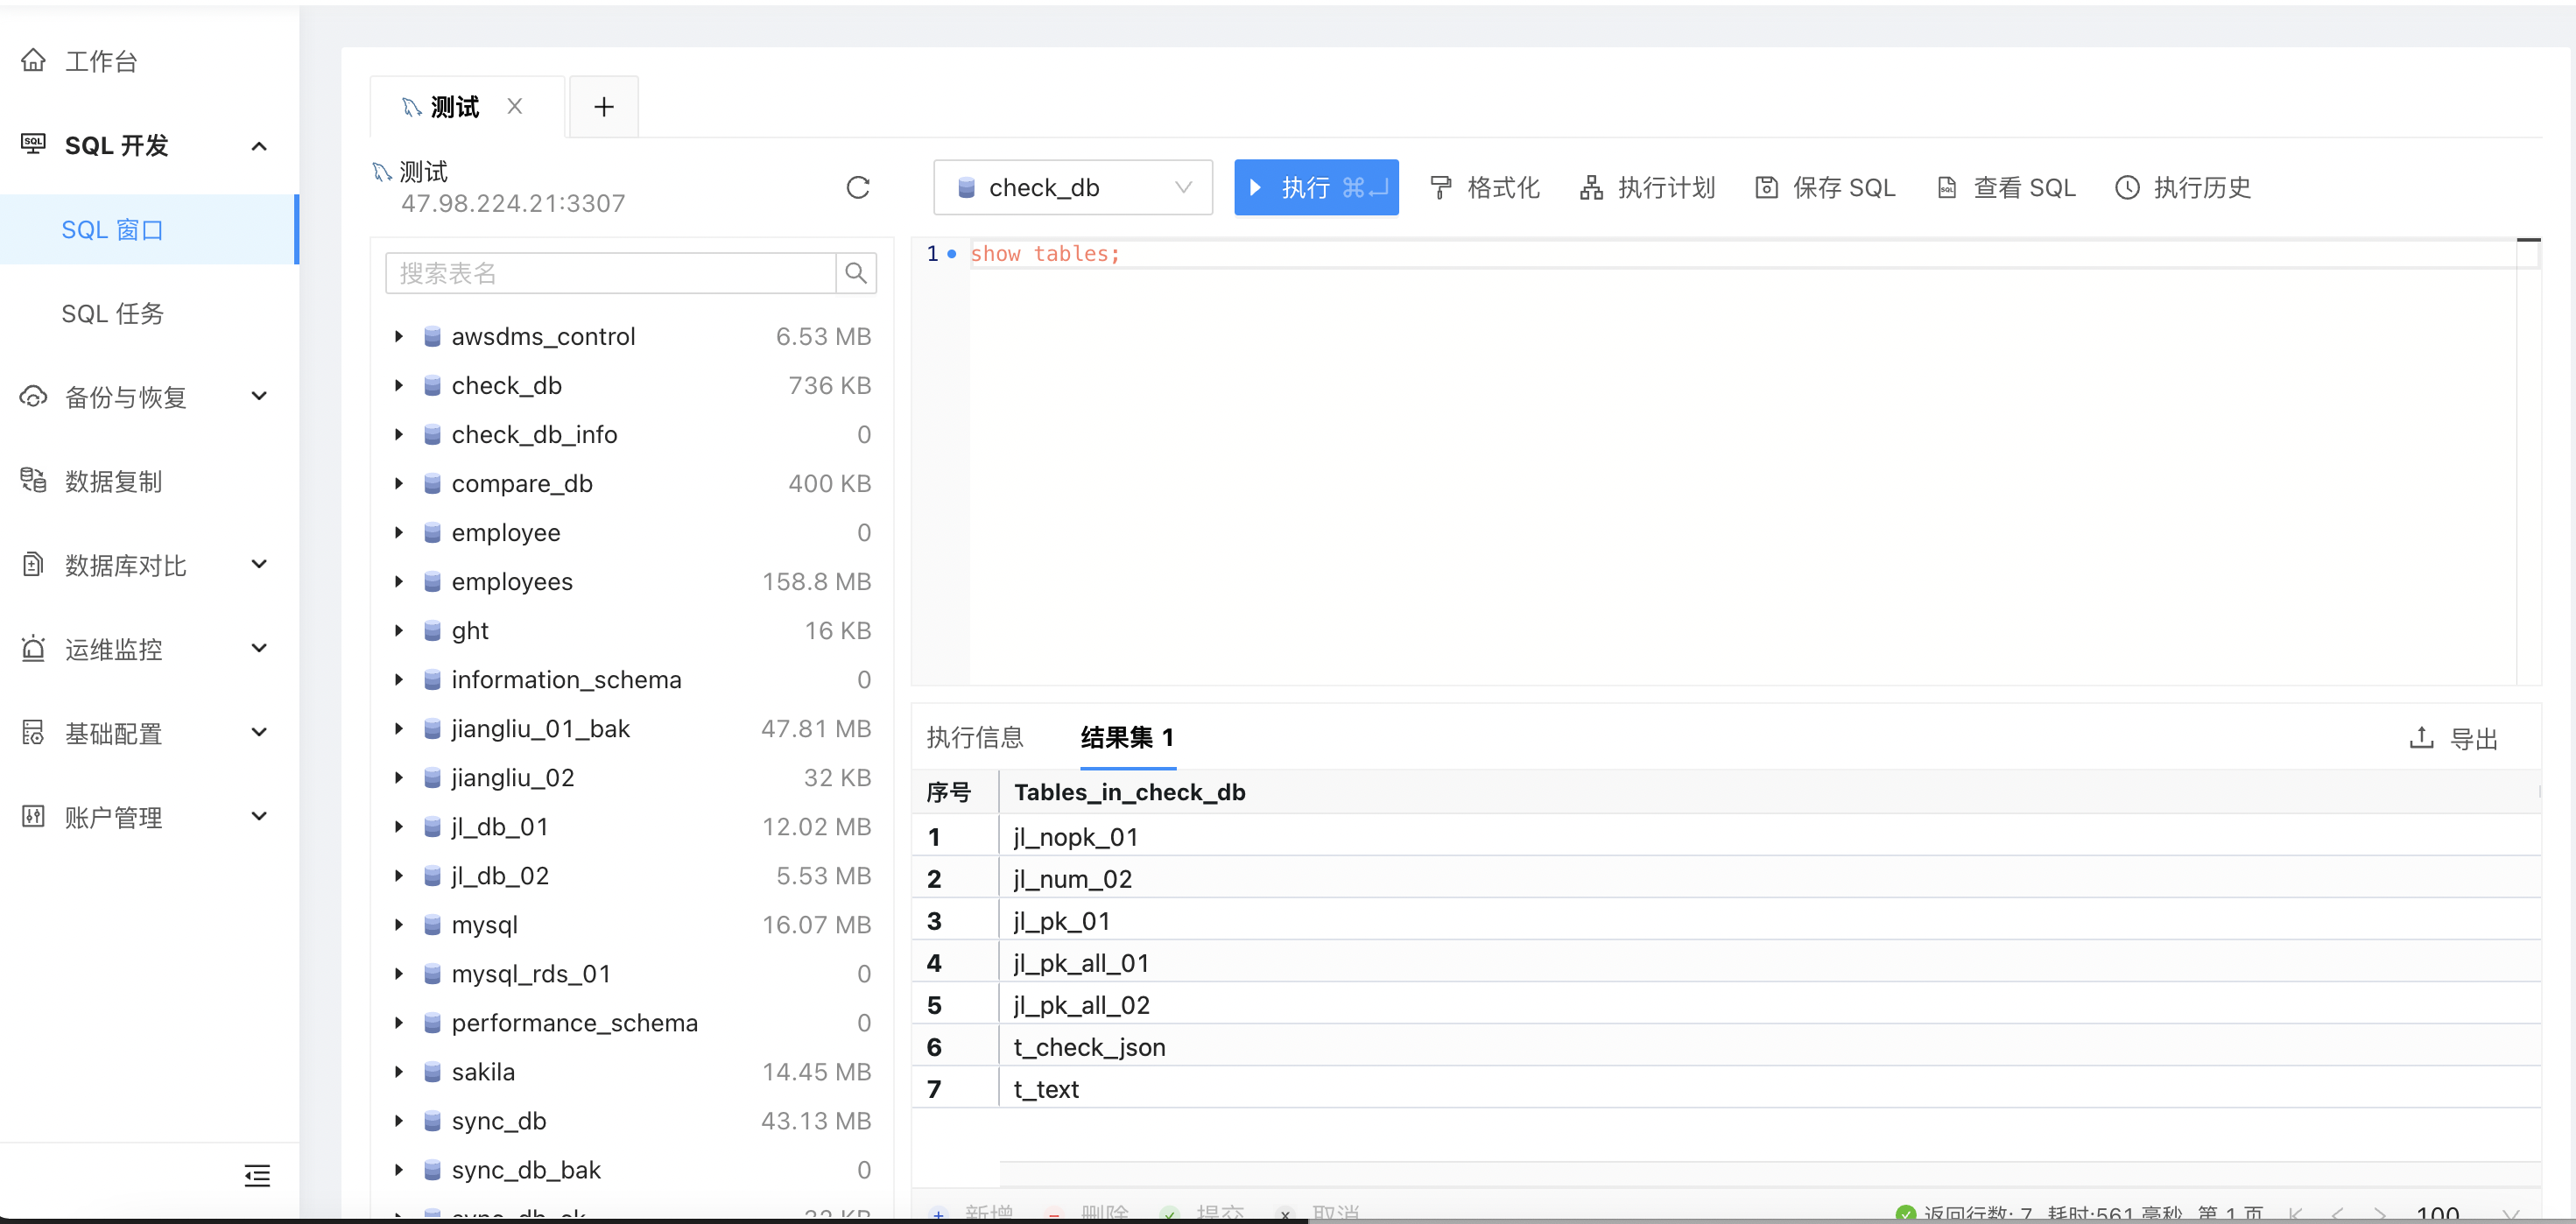 工作台
SQL 开发
SQL 窗口
SQL 任务
备份与恢复
数据复制
数据库对比
运维监控
基础配置
账户管理
测试
测试
47.98.224.21:3307
check_db
执行
格式化
执行计划
保存 SQL
查看 SQL
执行历史
搜索表名
awsdms_control 6.53 MB
check_db 736 KB
check_db_info 0
compare_db 400 KB
employee 0
employees 158.8 MB
ght 16 KB
information_schema 0
jiangliu_01_bak 47.81 MB
jiangliu_02 32 KB
jl_db_01 12.02 MB
jl_db_02 5.53 MB
mysql 16.07 MB
mysql_rds_01 0
performance_schema 0
sakila 14.45 MB
sync_db 43.13 MB
sync_db_bak 0
sync_db_ok 32 KB
1 show tables;
执行信息 结果集 1 导出
序号 Tables_in_check_db
1 jl_nopk_01
2 jl_num_02
3 jl_pk_01
4 jl_pk_all_01
5 jl_pk_all_02
6 t_check_json
7 t_text
新增 删除 提交 取消 返回行数: 7 耗时:561 毫秒 第 1 页 100